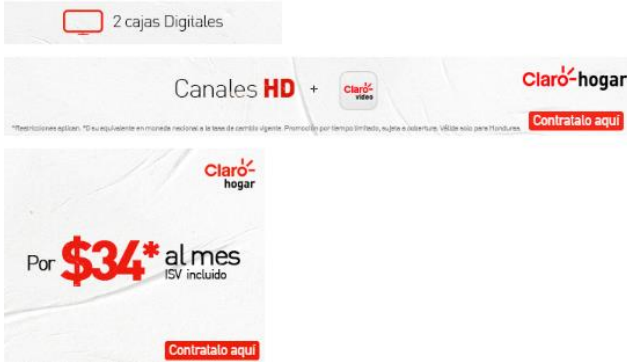 2 cajas Digitales
Canales HD + Claro-video
Claro-hogar
Contratalo aquí
*Restricciones aplican. *O su equivalente en moneda nacional a la tasa de cambio vigente. Promoción por tiempo limitado, sujeta a cobertura. Válida solo para Honduras.
Claro-
hogar
Por $34* al mes
ISV incluido
Contratalo aquí